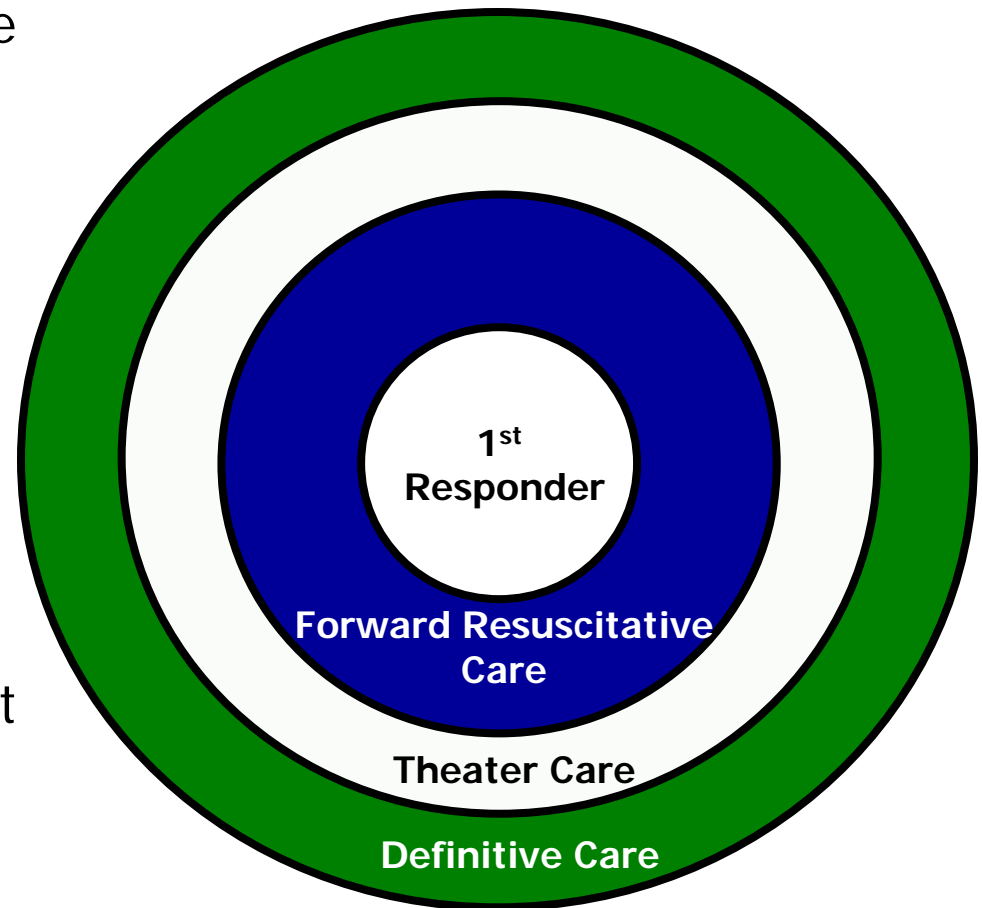 e
1st
Responder
Forward Resuscitative
Care
t
Theater Care
Definitive Care